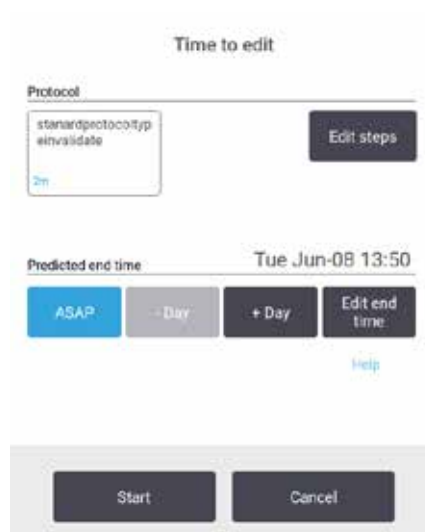 Time to edit
Protocol
stanardprotocoltyp
einvalidate
Edit steps
2m
Predicted end time
Tue Jun-08 13:50
ASAP
- Day
+ Day
Edit end
time
Help
Start
Cancel